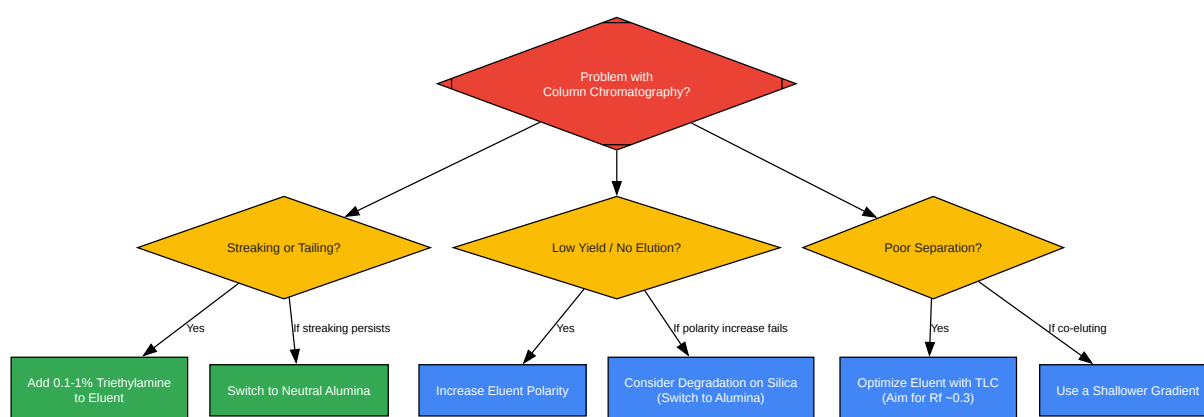 Problem with
Column Chromatography?
Streaking or Tailing?
Low Yield / No Elution?
Poor Separation?
Yes
If streaking persists
Yes
If polarity increase fails
Yes
If co-eluting
Add 0.1-1% Triethylamine
to Eluent
Switch to Neutral Alumina
Increase Eluent Polarity
Consider Degradation on Silica
(Switch to Alumina)
Optimize Eluent with TLC
(Aim for Rf ~0.3)
Use a Shallower Gradient